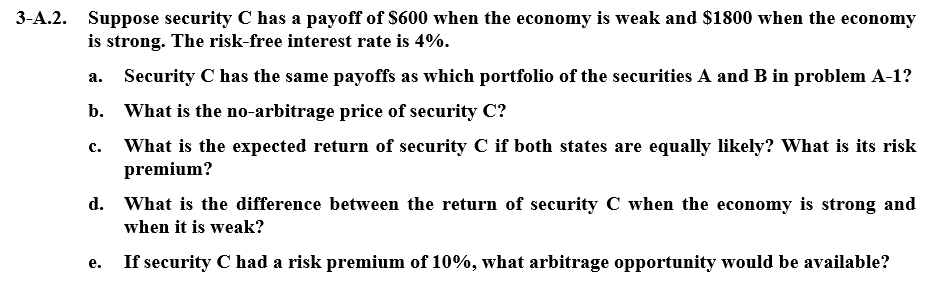 3-A.2. Suppose security C has a payoff of $600 when the economy is weak and $1800 when the economy
is strong. The risk-free interest rate is 4%.
a. Security C has the same payoffs as which portfolio of the securities A and B in problem A-1?
b. What is the no-arbitrage price of security C?
c. What is the expected return of security C if both states are equally likely? What is its risk
premium?
d. What is the difference between the return of security C when the economy is strong and
when it is weak?
e. If security C had a risk premium of 10%, what arbitrage opportunity would be available?